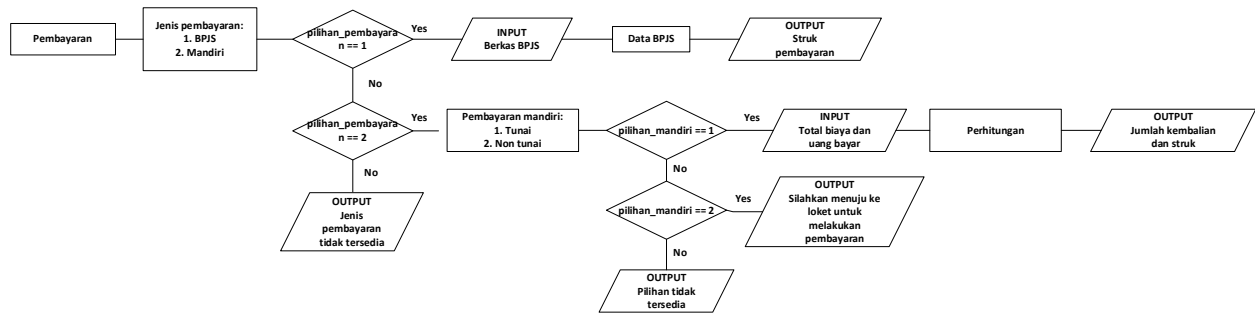 Pembayaran
Jenis pembayaran:
1. BPJS
2. Mandiri
pilihan_pembayara
n == 1
Yes
INPUT
Berkas BPJS
Data BPJS
OUTPUT
Struk
pembayaran
No
pilihan_pembayara
n == 2
Yes
Pembayaran mandiri:
1. Tunai
2. Non tunai
pilihan_mandiri == 1
Yes
INPUT
Total biaya dan
uang bayar
Perhitungan
OUTPUT
Jumlah kembalian
dan struk
No
OUTPUT
Jenis
pembayaran
tidak tersedia
No
pilihan_mandiri == 2
Yes
OUTPUT
Silahkan menuju ke
loket untuk
melakukan
pembayaran
No
OUTPUT
Pilihan tidak
tersedia